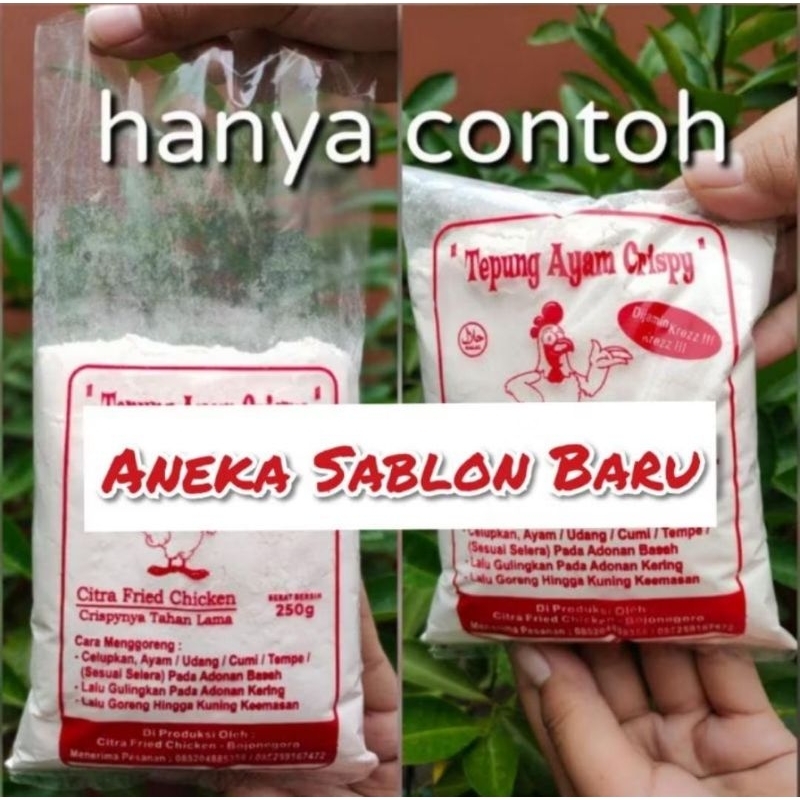 hanya contoh
" Tepung Ayam Crispy "
Dijamin
Krezz !!!
Krezz !!!
Aneka Sablon Baru
Citra Fried Chicken
Crispynya Tahan Lama
BERAT BERSIH
250g
Cara Menggoreng :
- Celupkan, Ayam / Udang / Cumi / Tempe /
(Sesuai Selera) Pada Adonan Basah
- Lalu Gulingkan Pada Adonan Kering
- Lalu Goreng Hingga Kuning Keemasan
Di Produksi Oleh :
Citra Fried Chicken - Bojonegoro
Menerima Pesanan :
Celupkan, Ayam / Udang / Cumi / Tempe /
(Sesuai Selera) Pada Adonan Basah
- Lalu Gulingkan Pada Adonan Kering
- Lalu Goreng Hingga Kuning Keemasan
Di Produksi Oleh
Citra Fried Chicken - Bojonegoro
Menerima Pesanan :